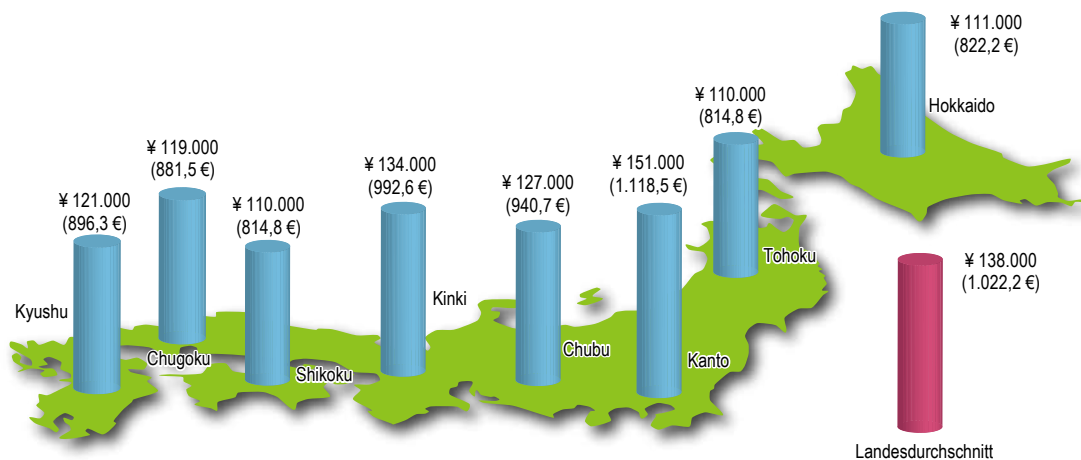 ¥ 111.000
(822,2 €)
Hokkaido
¥ 110.000
(814,8 €)
Tohoku
¥ 119.000
(881,5 €)
Chugoku
¥ 134.000
(992,6 €)
Kinki
¥ 151.000
(1.118,5 €)
Kanto
¥ 127.000
(940,7 €)
Chubu
¥ 121.000
(896,3 €)
Kyushu
¥ 110.000
(814,8 €)
Shikoku
¥ 138.000
(1.022,2 €)
Landesdurchschnitt